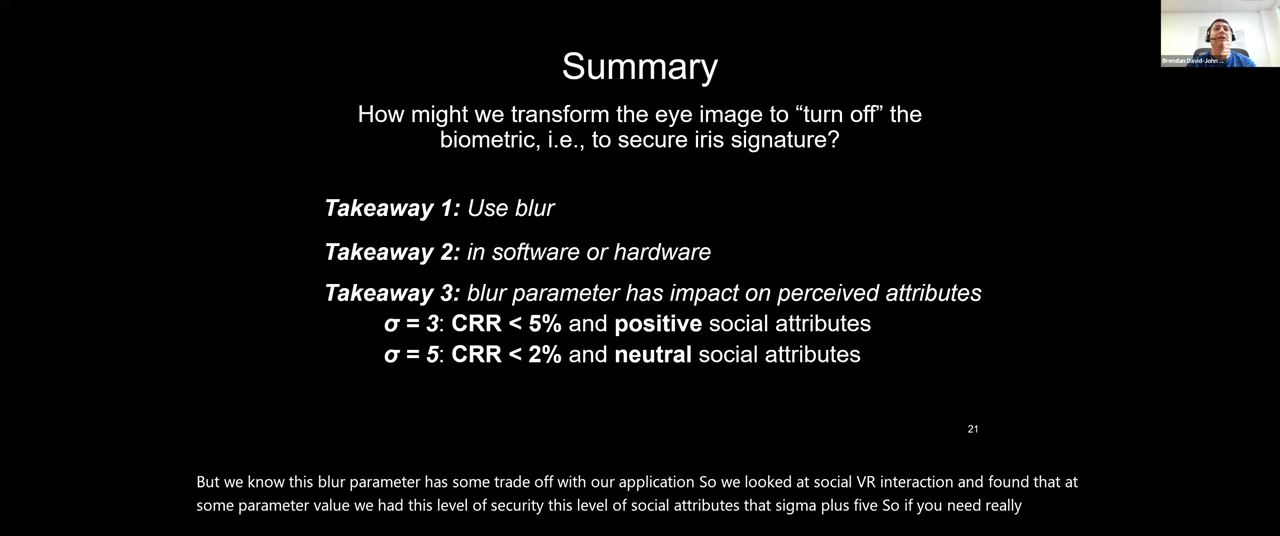 Summary
How might we transform the eye image to “turn off” the
biometric, i.e., to secure iris signature?
Takeaway 1: Use blur
Takeaway 2: in software or hardware
Takeaway 3: blur parameter has impact on perceived attributes
σ = 3: CRR < 5% and positive social attributes
σ = 5: CRR < 2% and neutral social attributes
21
But we know this blur parameter has some trade off with our application So we looked at social VR interaction and found that at
some parameter value we had this level of security this level of social attributes that sigma plus five So if you need really
Brendan David-John ...